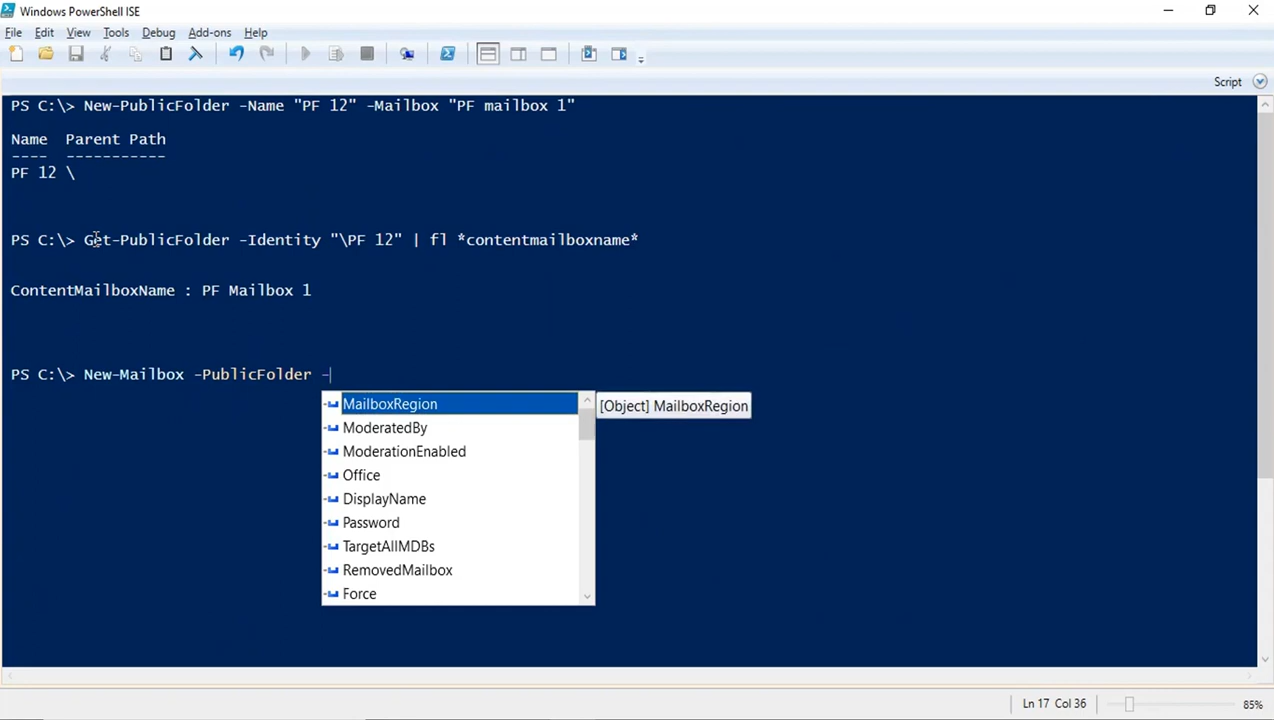 Windows PowerShell ISE
File Edit View Tools Debug Add-ons Help
Script
PS C:\> New-PublicFolder -Name "PF 12" -Mailbox "PF mailbox 1"
Name Parent Path
---- -----------
PF 12 \
PS C:\> Get-PublicFolder -Identity "\PF 12" | fl *contentmailboxname*
ContentMailboxName : PF Mailbox 1
PS C:\> New-Mailbox -PublicFolder -
MailboxRegion
[Object] MailboxRegion
ModeratedBy
ModerationEnabled
Office
DisplayName
Password
TargetAllMDBs
RemovedMailbox
Force
Ln 17 Col 36
85%